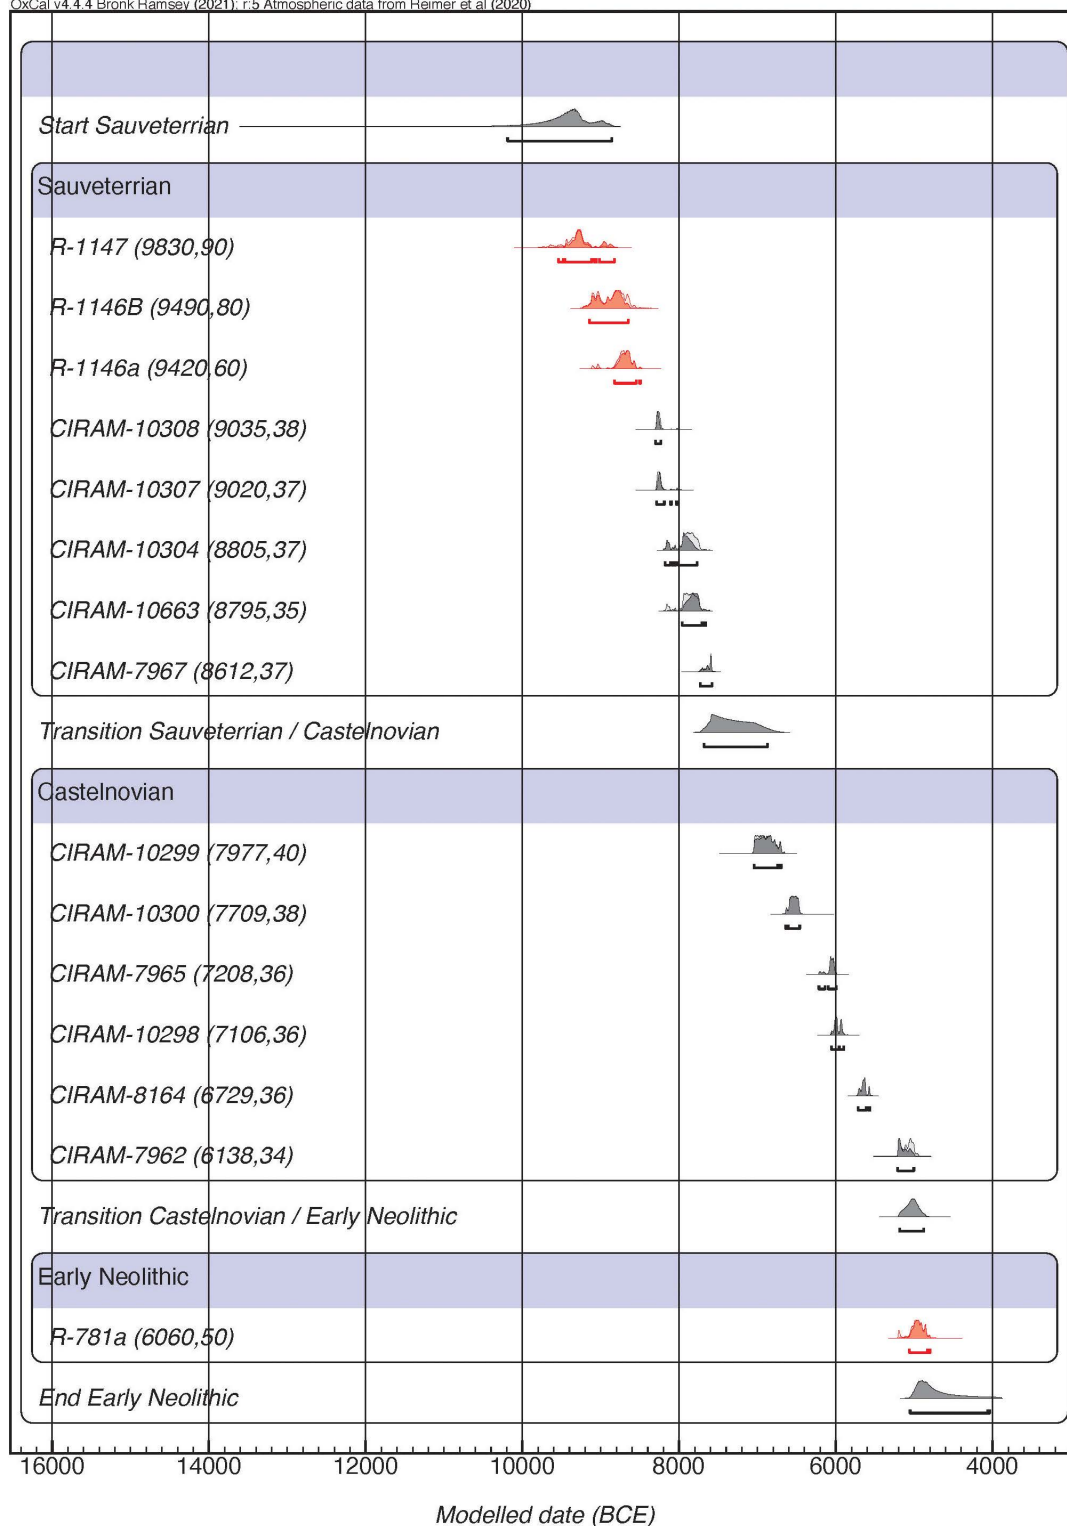 OxCal v4.4.4 Bronk Ramsey (2021); r:5 Atmospheric data from Reimer et al (2020)
Start Sauveterrian
Sauveterrian
R-1147 (9830,90)
R-1146B (9490,80)
R-1146a (9420,60)
CIRAM-10308 (9035,38)
CIRAM-10307 (9020,37)
CIRAM-10304 (8805,37)
CIRAM-10663 (8795,35)
CIRAM-7967 (8612,37)
Transition Sauveterrian / Castelnovian
Castelnovian
CIRAM-10299 (7977,40)
CIRAM-10300 (7709,38)
CIRAM-7965 (7208,36)
CIRAM-10298 (7106,36)
CIRAM-8164 (6729,36)
CIRAM-7962 (6138,34)
Transition Castelnovian / Early Neolithic
Early Neolithic
R-781a (6060,50)
End Early Neolithic
16000 14000 12000 10000 8000 6000 4000
Modelled date (BCE)